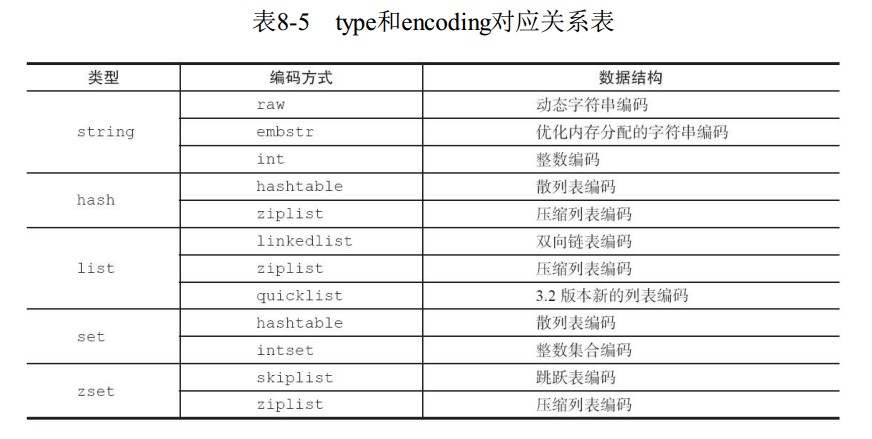 表8-5 type和encoding对应关系表
类型 编码方式 数据结构
string raw 动态字符串编码
embstr 优化内存分配的字符串编码
int 整数编码
hash hashtable 散列表编码
ziplist 压缩列表编码
list linkedlist 双向链表编码
ziplist 压缩列表编码
quicklist 3.2 版本新的列表编码
set hashtable 散列表编码
intset 整数集合编码
zset skiplist 跳跃表编码
ziplist 压缩列表编码